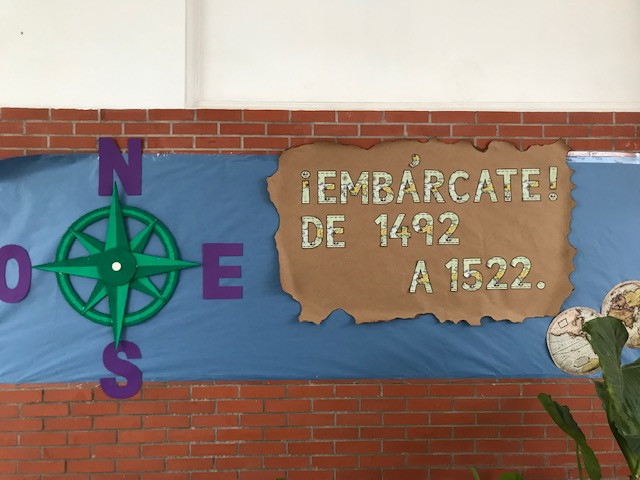 N
O
E
S
¡EMBÁRCATE!
DE 1492
A 1522.